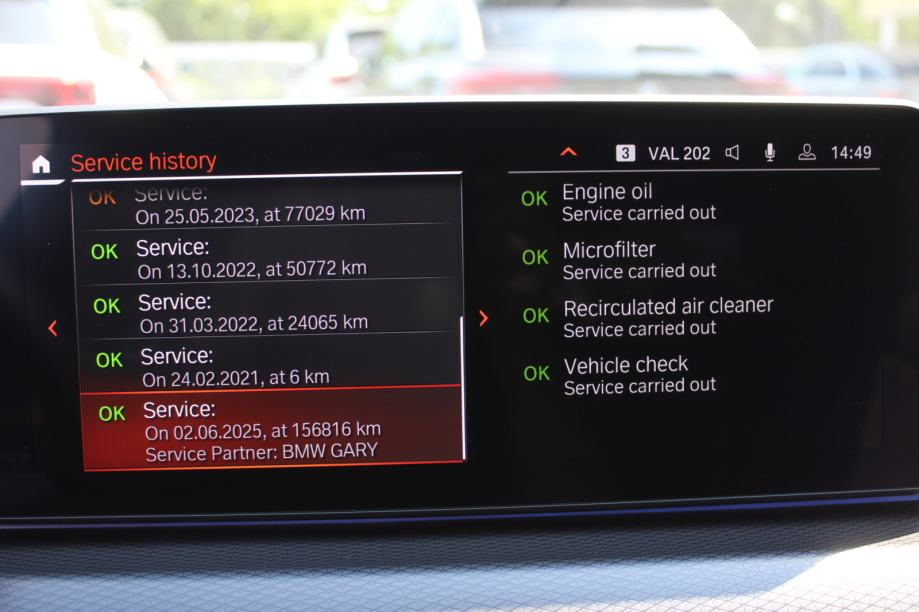 Service history
3 VAL 202 14:49
OK Service:
On 25.05.2023, at 77029 km
OK Service:
On 13.10.2022, at 50772 km
OK Service:
On 31.03.2022, at 24065 km
OK Service:
On 24.02.2021, at 6 km
OK Service:
On 02.06.2025, at 156816 km
Service Partner: BMW GARY
OK Engine oil
Service carried out
OK Microfilter
Service carried out
OK Recirculated air cleaner
Service carried out
OK Vehicle check
Service carried out